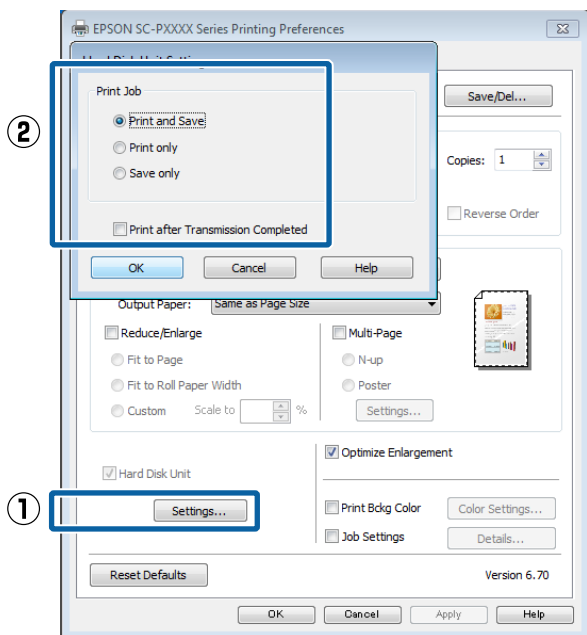 EPSON SC-PXXXX Series Printing Preferences
Print Job
Print and Save
Print only
Save only
Print after Transmission Completed
OK Cancel Help
2
Save/Del...
Copies: 1
Reverse Order
Output Paper: Same as Page Size
Reduce/Enlarge
Fit to Page
Fit to Roll Paper Width
Custom Scale to %
Multi-Page
N-up
Poster
Settings...
Optimize Enlargement
Hard Disk Unit
1
Settings...
Print Bckg Color Color Settings...
Job Settings Details...
Reset Defaults Version 6.70
OK Cancel Apply Help